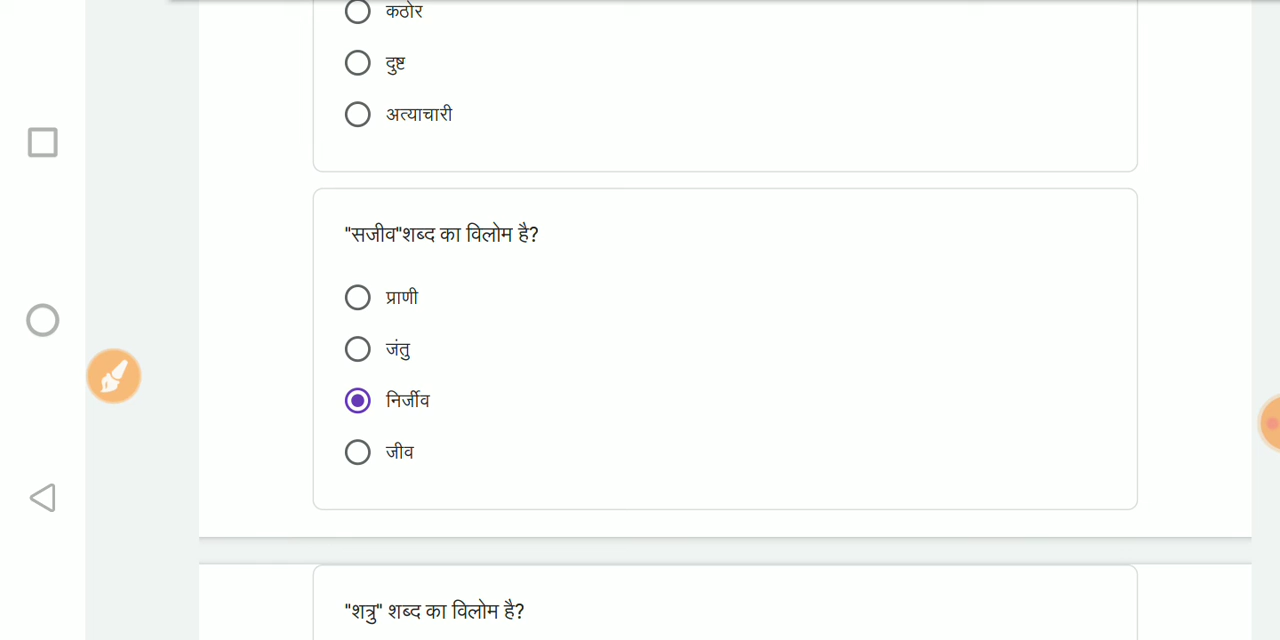 कठोर
दुष्ट
अत्याचारी
"सजीव"शब्द का विलोम है?
प्राणी
जंतु
निर्जीव
जीव
"शत्रु" शब्द का विलोम है?